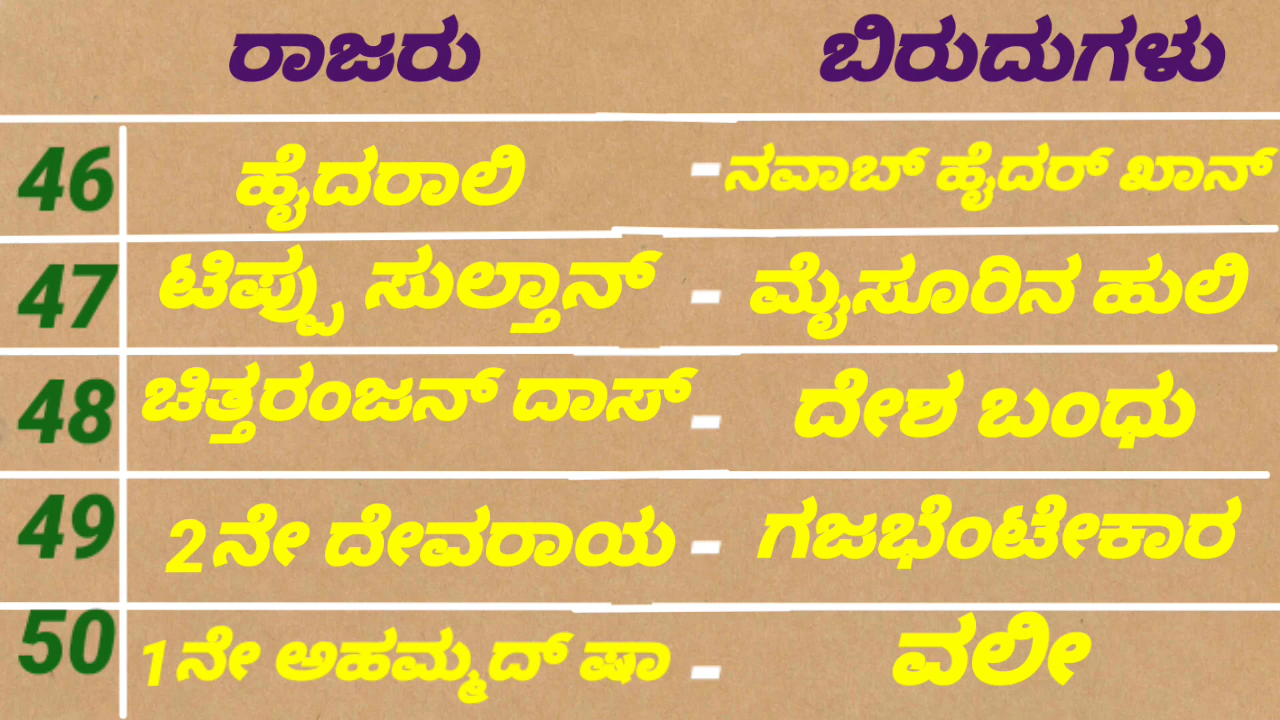 ರಾಜರು ಬಿರುದುಗಳು
46 ಹೈದರಾಲಿ - ನವಾಬ್ ಹೈದರ್ ಖಾನ್
47 ಟಿಪ್ಪು ಸುಲ್ತಾನ್ - ಮೈಸೂರಿನ ಹುಲಿ
48 ಚಿತ್ತರಂಜನ್ ದಾಸ್ - ದೇಶ ಬಂಧು
49 2ನೇ ದೇವರಾಯ - ಗಜಭೆಂಟೇಕಾರ
50 1ನೇ ಅಹಮ್ಮದ್ ಷಾ - ವಲೀ